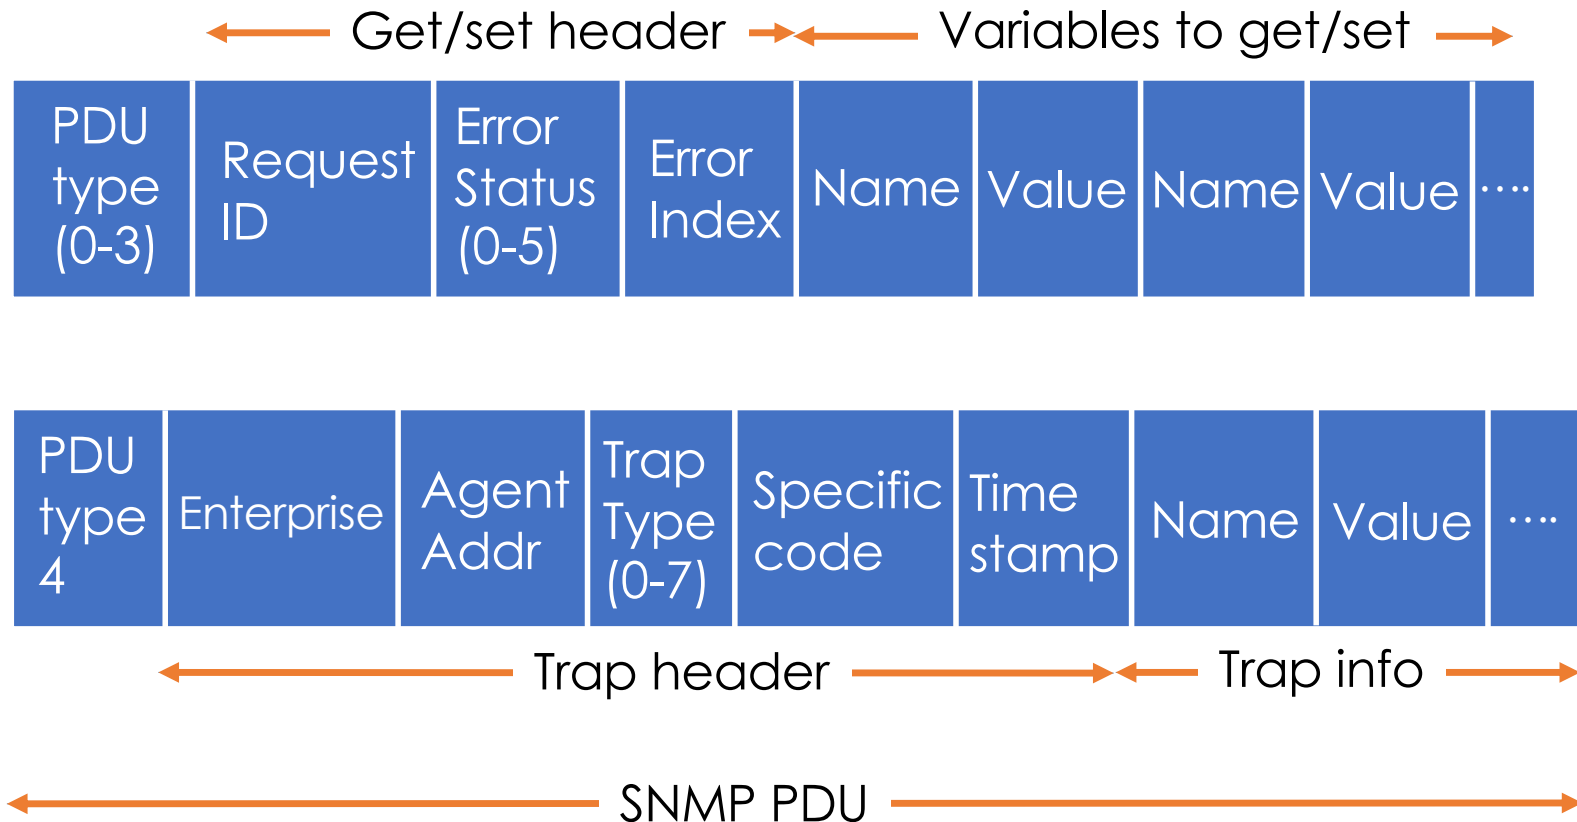 Get/set header
Variables to get/set
PDU
type
(0-3)
Request
ID
Error
Status
(0-5)
Error
Index
Name
Value
Name
Value
....
PDU
type
4
Enterprise
Agent
Addr
Trap
Type
(0-7)
Specific
code
Time
stamp
Name
Value
....
Trap header
Trap info
SNMP PDU